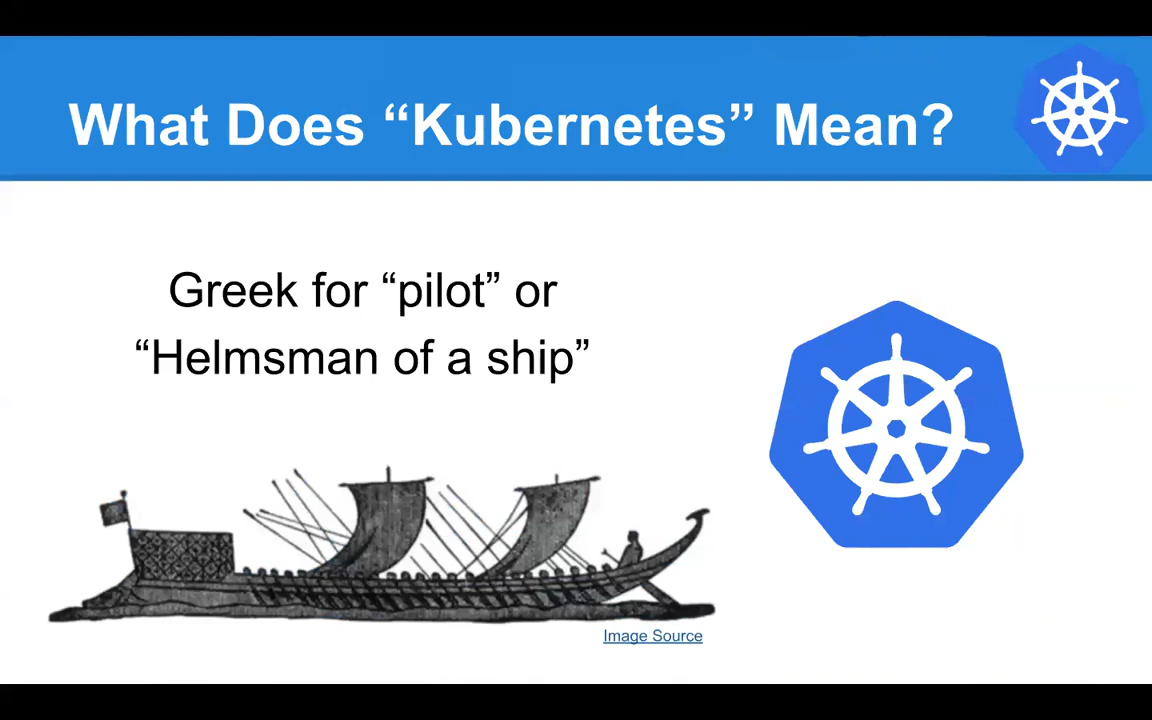 What Does “Kubernetes” Mean?
Greek for “pilot” or
“Helmsman of a ship”
Image Source